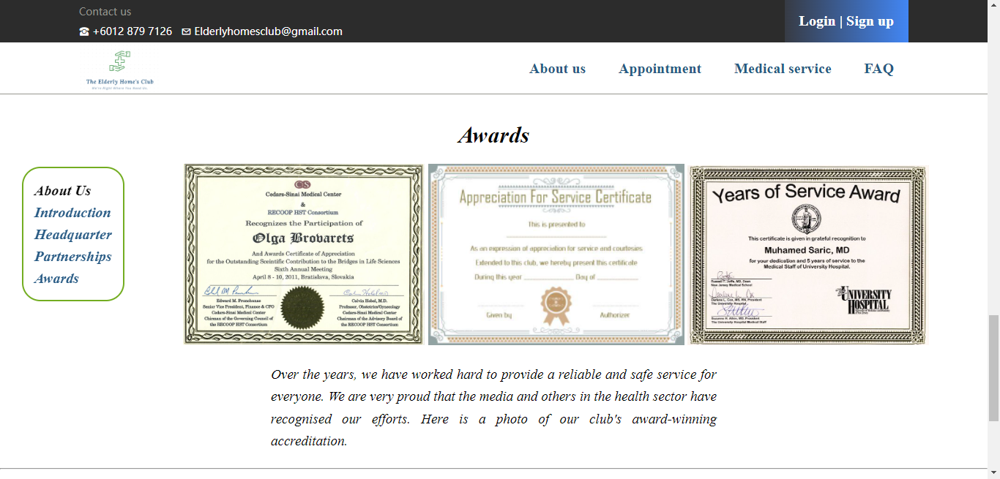 Contact us
+6012 879 7126 Elderlyhomesclub@gmail.com
Login | Sign up
The Elderly Home's Club
We're Right Where You Need Us
About us Appointment Medical service FAQ
Awards
About Us
Introduction
Headquarter
Partnerships
Awards
CS
Cedars-Sinai Medical Center
&
RECOOP HST Consortium
Recognizes the Participation of
Olga Brovarets
And Awards Certificate of Appreciation
for the Outstanding Sceintific Contribution to the Bridges in Life Sciences
Sixth Annual Meeting
April 8 - 10, 2011, Bratislava, Slovakia
Edward M. Prunchunas
Senior Vice President, Finance & CFO
Cedars-Sinai Medical Center
Chirman of the Governing Council of
the RECOOP HST Consortium
Calvin Hobel, M.D.
Professor, Obstetrics/Gynecology
Cedars-Sinai Medical Center
Chairman of the Advisory Board of
the RECOOP HST Consortium
Appreciation For Service Certificate
This is presented to
As an expression of appreciation for service and courtesies
Extended to this club, we hereby present this certificate
During this year Day of
Given by Authorizer
Years of Service Award
This certificate is given in grateful recognition to
Muhamed Saric, MD
for your dedication and 5 years of service to the
Medical Staff of University Hospital.
New Jersey Medical School
Darlene L. Cox, MS, RN, President
The University Hospital
The University Hospital Medical Staff
THE
UNIVERSITY
HOSPITAL
Over the years, we have worked hard to provide a reliable and safe service for
everyone. We are very proud that the media and others in the health sector have
recognised our efforts. Here is a photo of our club's award-winning
accreditation.